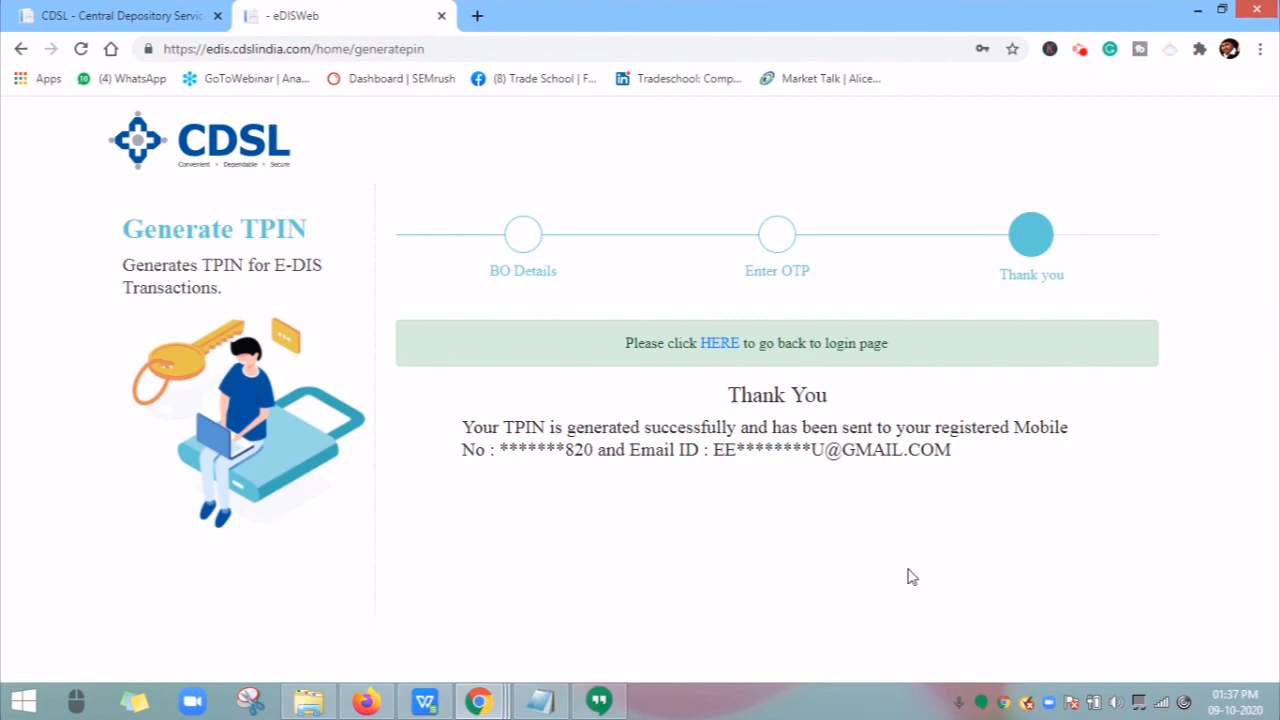 CDSL - Central Depository Servic
- eDISWeb
https://edis.cdslindia.com/home/generatepin
Apps
(4) WhatsApp
GoToWebinar | Ana...
Dashboard | SEMrush
(8) Trade School | F...
Tradeschool: Comp...
Market Talk | Alice...
CDSL
Convenient • Dependable • Secure
Generate TPIN
Generates TPIN for E-DIS
Transactions.
BO Details
Enter OTP
Thank you
Please click HERE to go back to login page
Thank You
Your TPIN is generated successfully and has been sent to your registered Mobile
No : *******820 and Email ID : EE********U@GMAIL.COM
01:37 PM
09-10-2020